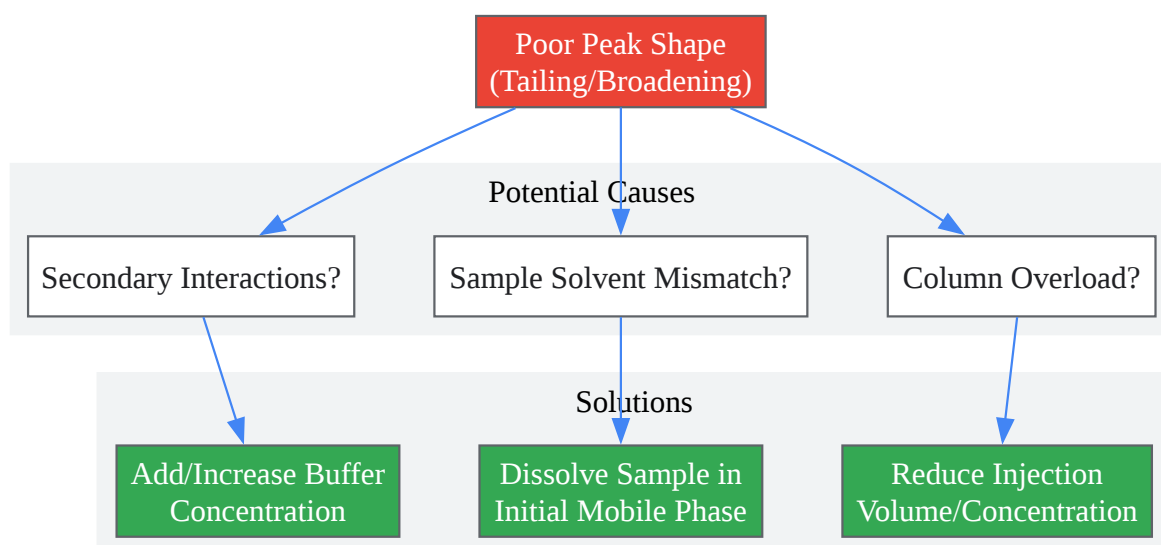 Poor Peak Shape
(Tailing/Broadening)
Potential Causes
Secondary Interactions?
Sample Solvent Mismatch?
Column Overload?
Solutions
Add/Increase Buffer
Concentration
Dissolve Sample in
Initial Mobile Phase
Reduce Injection
Volume/Concentration